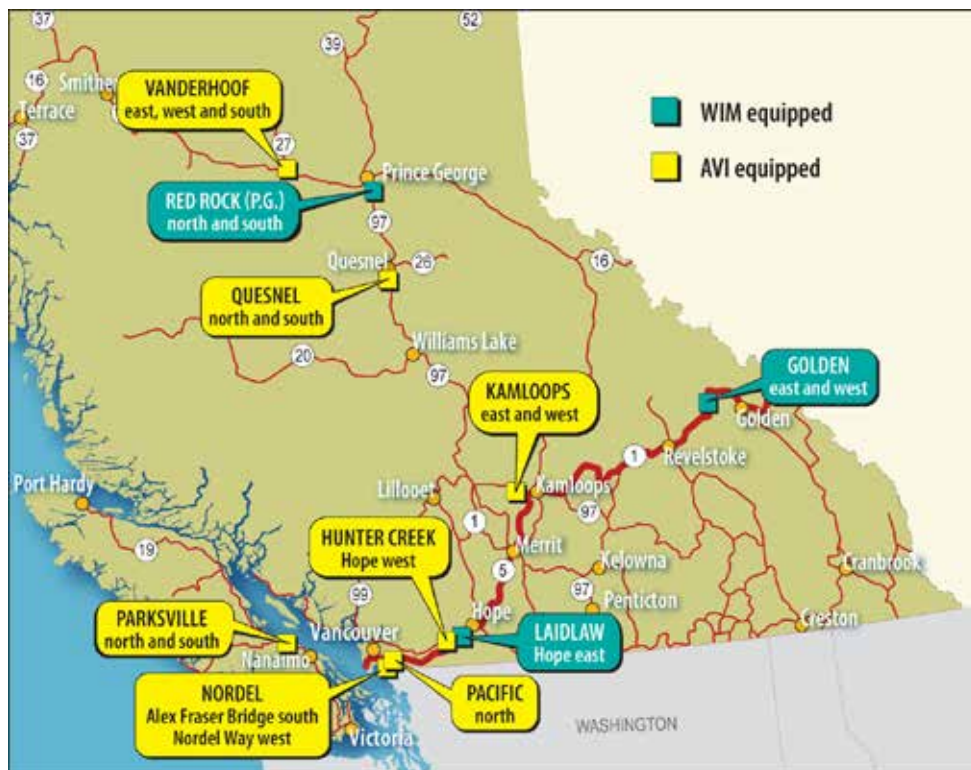 37
52
39
16
Smithers
VANDERHOOF
east, west and south
WIM equipped
Terrace
37
27
AVI equipped
Prince George
RED ROCK (P.G.)
north and south
97
Quesnel
26
16
QUESNEL
north and south
20
Williams Lake
97
KAMLOOPS
east and west
GOLDEN
east and west
Golden
1
Revelstoke
Port Hardy
Lillooet
Kamloops
97
1
19
HUNTER CREEK
Hope west
Merrit
5
Kelowna
Cranbrook
99
97
Penticton
PARKSVILLE
north and south
Vancouver
Hope
LAIDLAW
Hope east
Creston
Nanaimo
NORDEL
Alex Fraser Bridge south
Nordel Way west
PACIFIC
north
WASHINGTON
Victoria